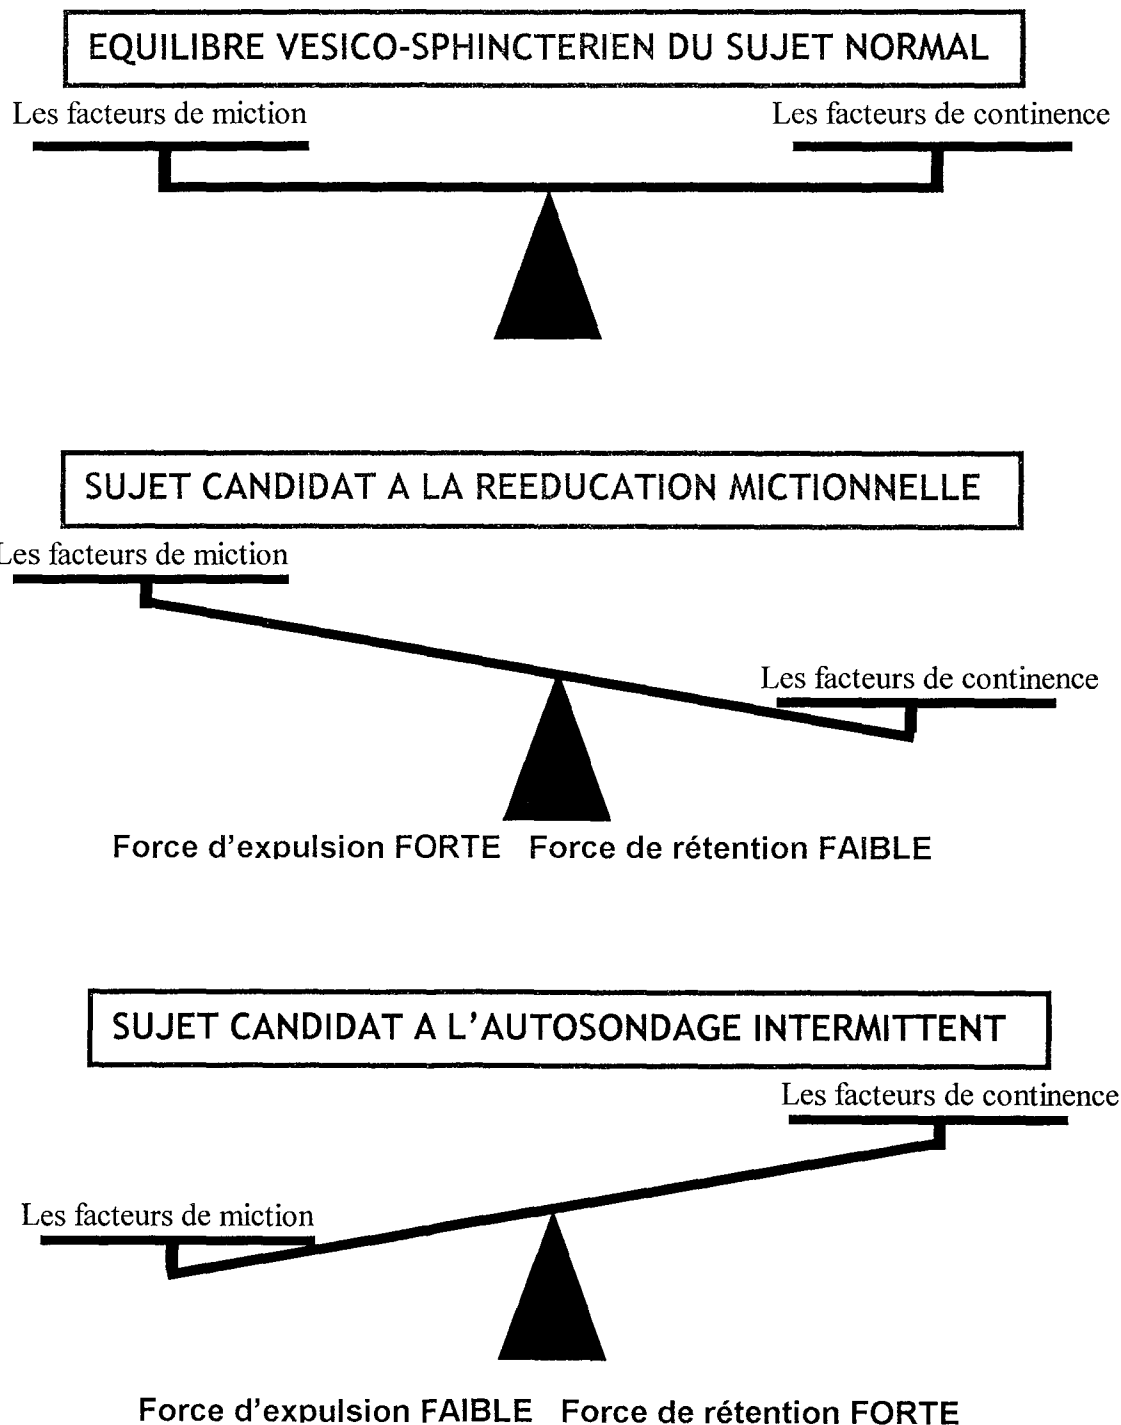 EQUILIBRE VESICO-SPHINCTERIEN DU SUJET NORMAL
Les facteurs de miction Les facteurs de continence
SUJET CANDIDAT A LA REEDUCATION MICTIONNELLE
Les facteurs de miction
Les facteurs de continence
Force d'expulsion FORTE Force de rétention FAIBLE
SUJET CANDIDAT A L'AUTOSONDAGE INTERMITTENT
Les facteurs de continence
Les facteurs de miction
Force d'expulsion FAIBLE Force de rétention FORTE